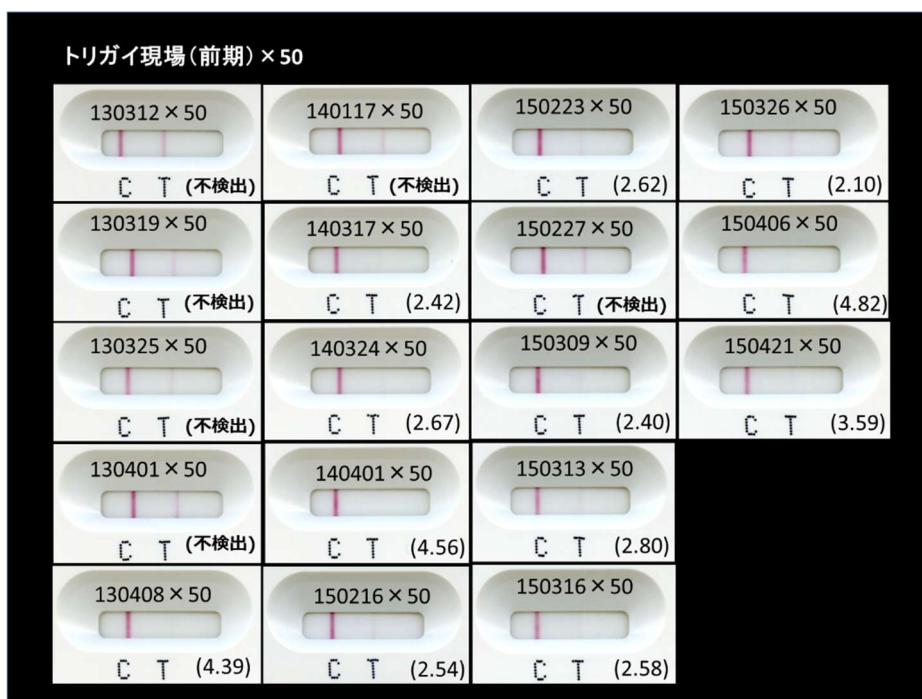 トリガイ現場(前期)×50
130312×50
C T (不検出)
140117×50
C T (不検出)
150223×50
C T (2.62)
150326×50
C T (2.10)
130319×50
C T (不検出)
140317×50
C T (2.42)
150227×50
C T (不検出)
150406×50
C T (4.82)
130325×50
C T (不検出)
140324×50
C T (2.67)
150309×50
C T (2.40)
150421×50
C T (3.59)
130401×50
C T (不検出)
140401×50
C T (4.56)
150313×50
C T (2.80)
130408×50
C T (4.39)
150216×50
C T (2.54)
150316×50
C T (2.58)